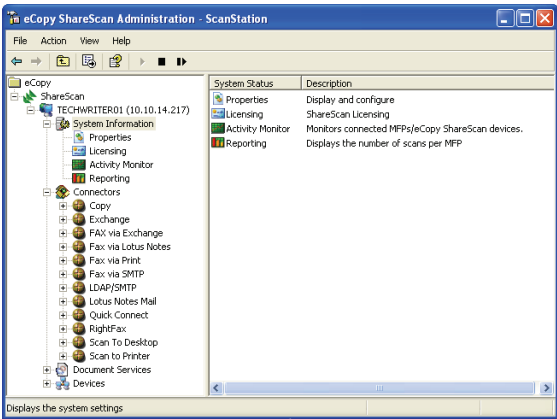 eCopy ShareScan Administration - ScanStation
File Action View Help
eCopy
ShareScan
TECHWRITER01 (10.10.14.217)
System Information
Properties
Licensing
Activity Monitor
Reporting
Connectors
Copy
Exchange
FAX via Exchange
Fax via Lotus Notes
Fax via Print
Fax via SMTP
LDAP/SMTP
Lotus Notes Mail
Quick Connect
RightFax
Scan To Desktop
Scan to Printer
Document Services
Devices
System Status Description
Properties Display and configure
Licensing ShareScan Licensing
Activity Monitor Monitors connected MFPs/eCopy ShareScan devices.
Reporting Displays the number of scans per MFP
Displays the system settings